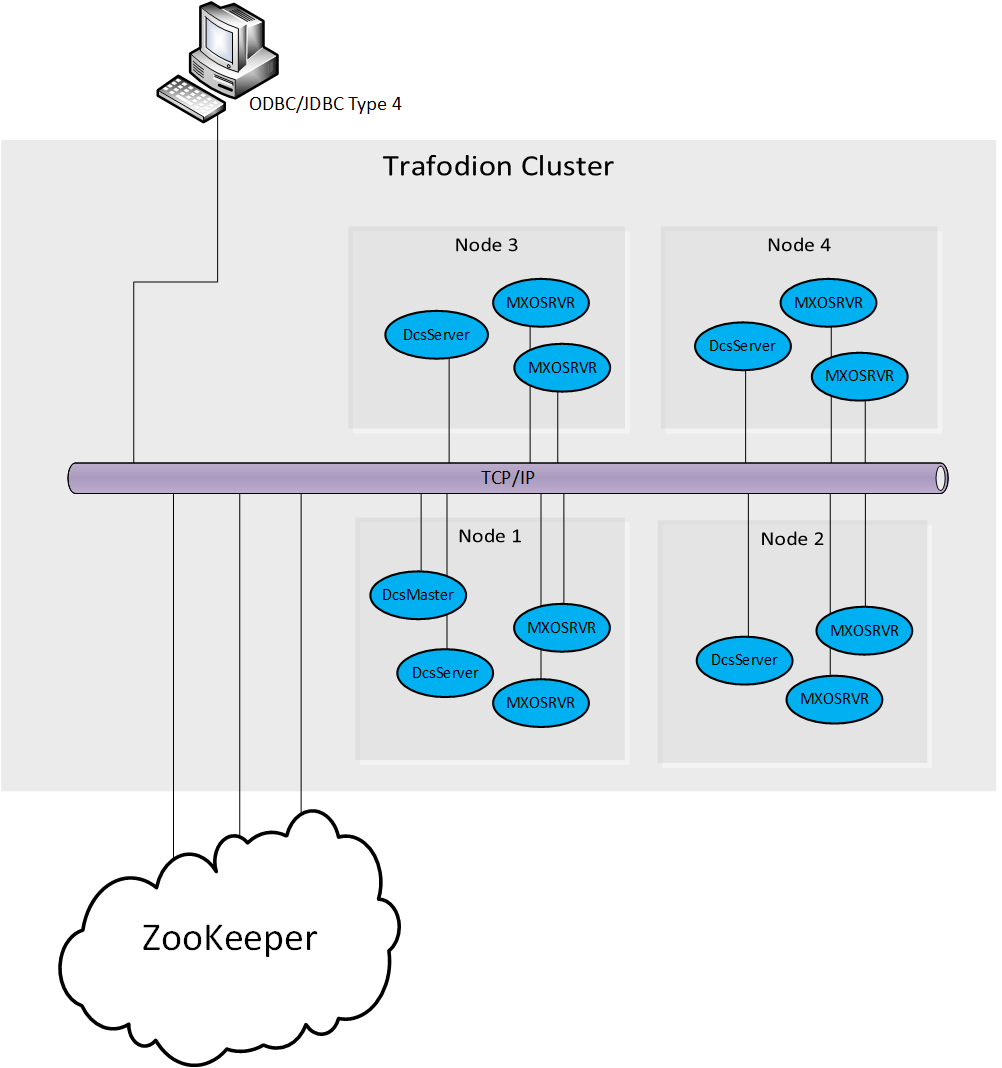 ODBC/JDBC Type 4
Trafodion Cluster
Node 3
MXOSRVR
DcsServer
MXOSRVR
Node 4
MXOSRVR
DcsServer
MXOSRVR
TCP/IP
Node 1
DcsMaster
MXOSRVR
DcsServer
MXOSRVR
Node 2
MXOSRVR
DcsServer
MXOSRVR
ZooKeeper